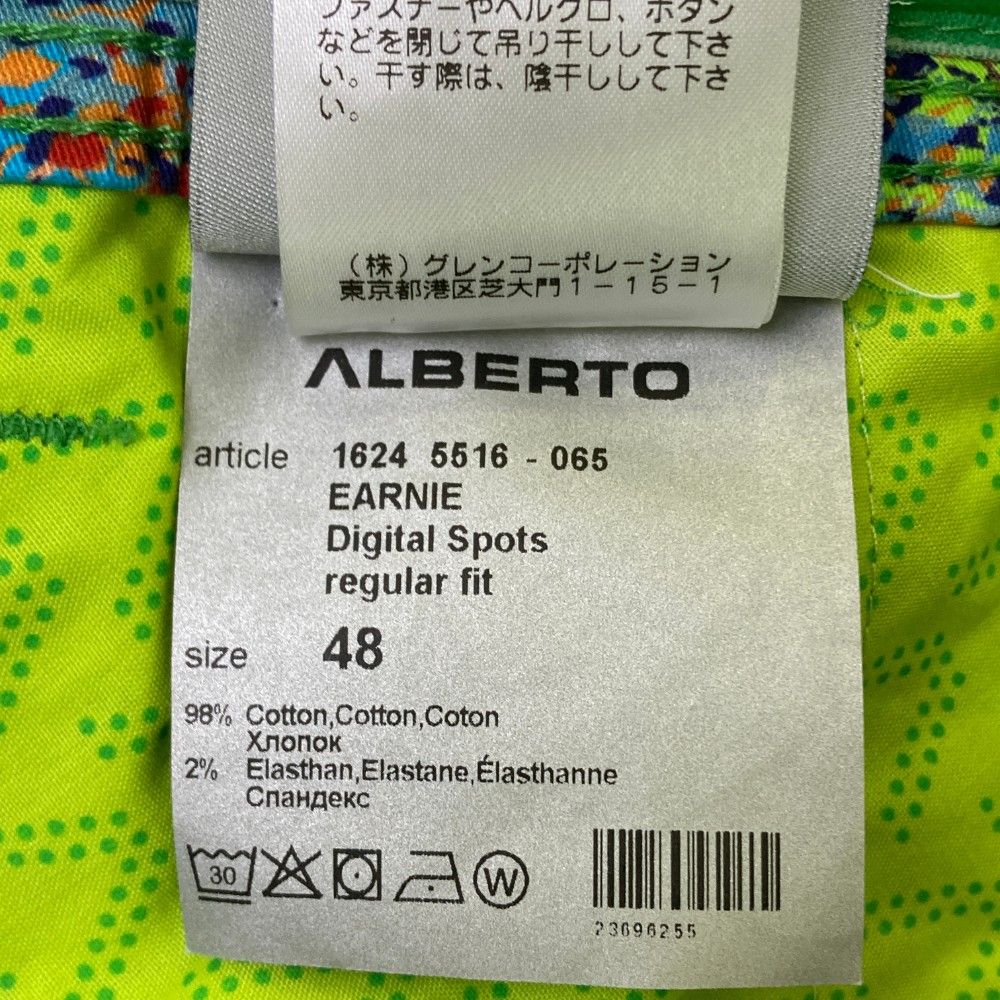 ファスナーやベルクロ、ボタン
などを閉じて吊り干しして下さ
い。干す際は、陰干しして下さ
い。
(株)グレンコーポレーション
東京都港区芝大門1-15-1
ALBERTO
article 1624 5516 - 065
EARNIE
Digital Spots
regular fit
size 48
98% Cotton,Cotton,Coton
Хлопок
2% Elasthan,Elastane,Élasthanne
Спандекс
30
W
23696255